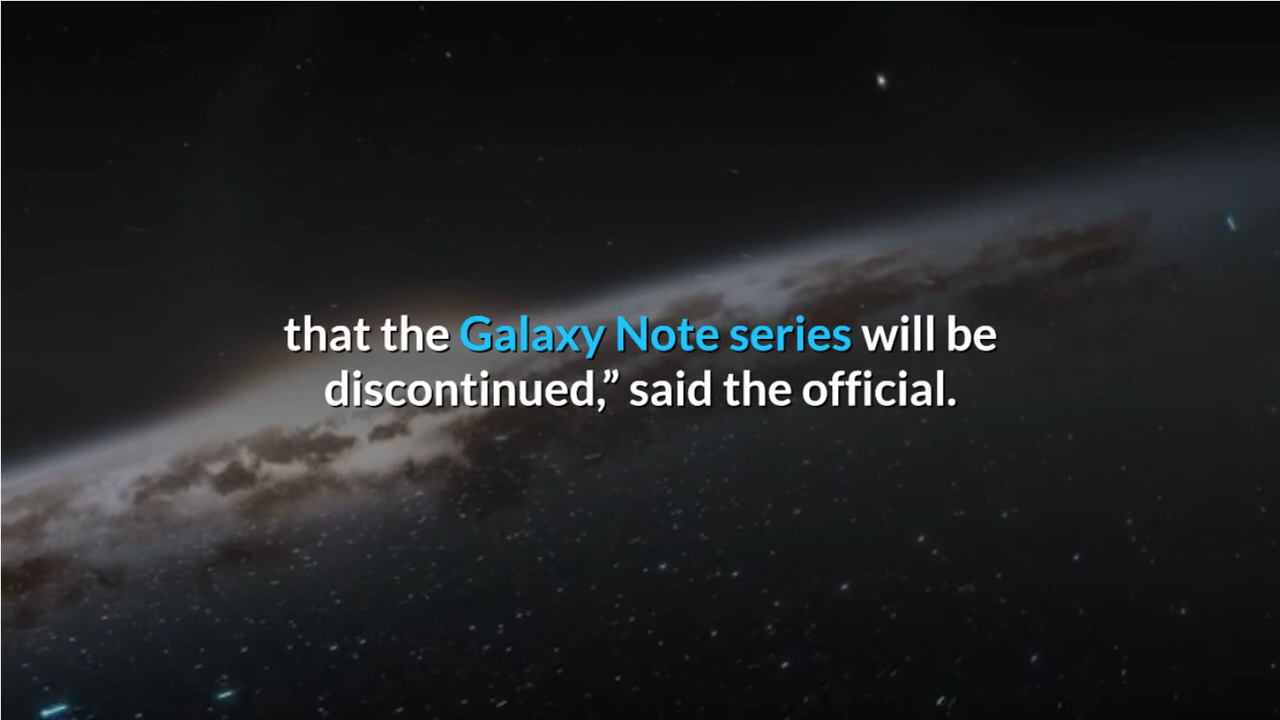 that the Galaxy Note series will be
discontinued,” said the official.